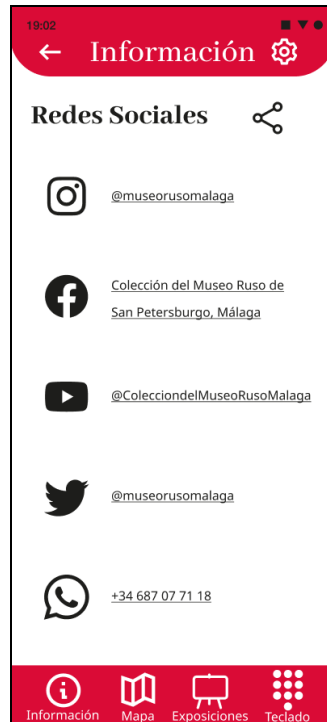 19:02
Información
Redes Sociales
@museorusomalaga
Colección del Museo Ruso de
San Petersburgo, Málaga
@ColecciondelMuseoRusoMalaga
@museorusomalaga
+34 687 07 71 18
Información Mapa Exposiciones Teclado